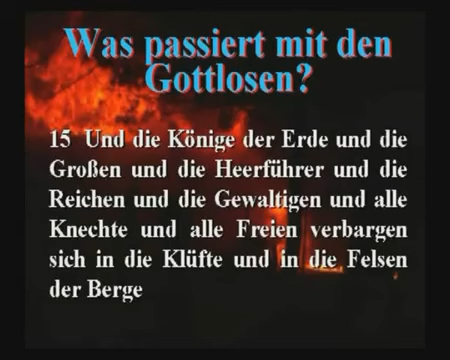 Was passiert mit den
Gottlosen?
15 Und die Könige der Erde und die
Großen und die Heerführer und die
Reichen und die Gewaltigen und alle
Knechte und alle Freien verbargen
sich in die Klüfte und in die Felsen
der Berge